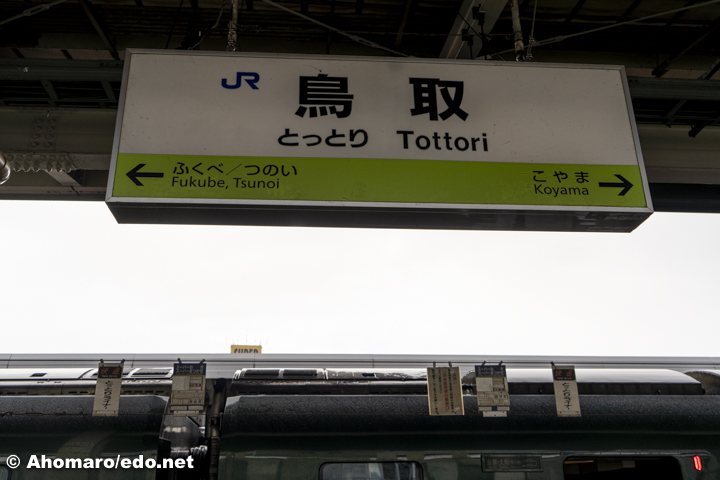 JR 鳥取
とっとり Tottori
← ふくべ／つのい
Fukube, Tsunoi
こやま →
Koyama
SUPER
© Ahomaro/edo.net